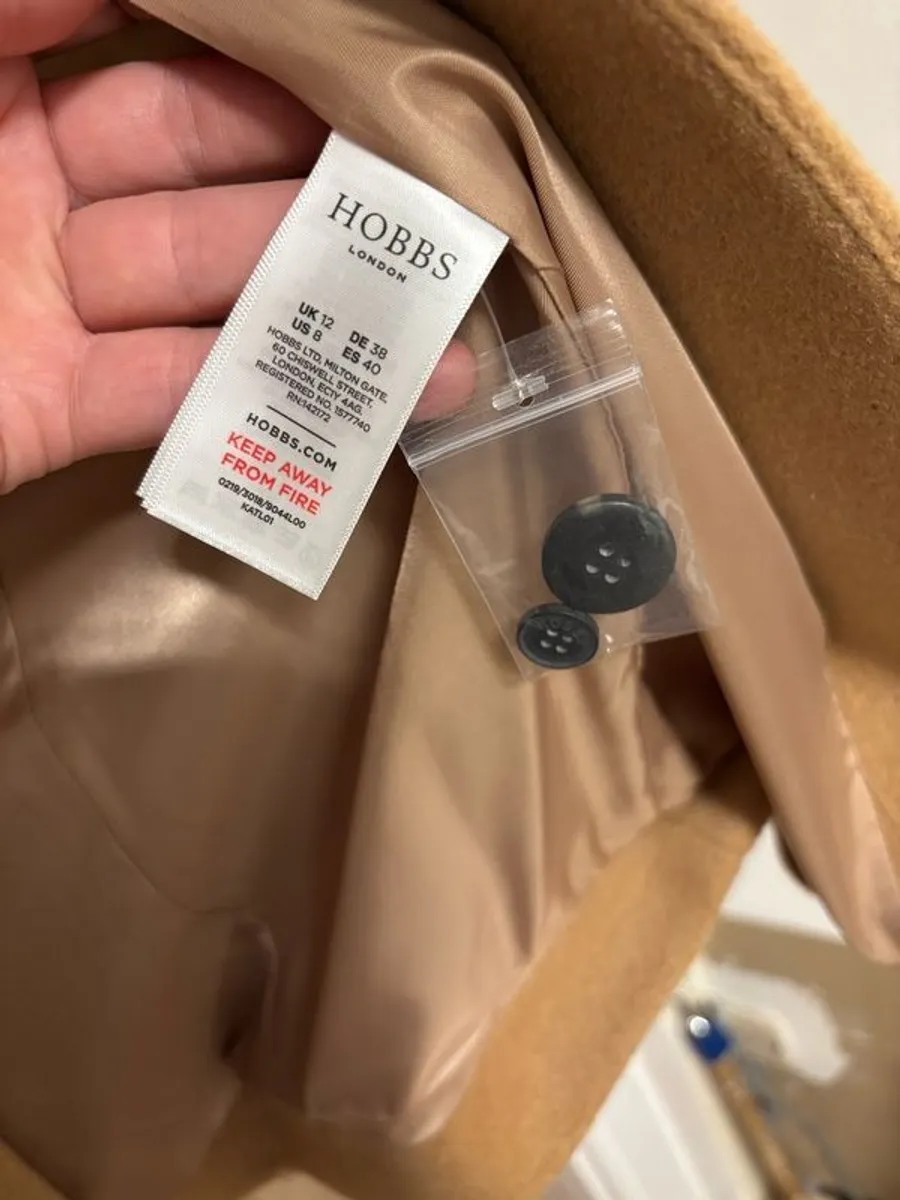 HOBBS
LONDON
UK 12 DE 38
US 8 ES 40
HOBBS LTD, MILTON GATE,
60 CHISWELL STREET,
LONDON, EC1Y 4AG.
REGISTERED NO. 1577740
RN:142172
HOBBS.COM
KEEP AWAY
FROM FIRE
0219/3018/9044L00
KATL01